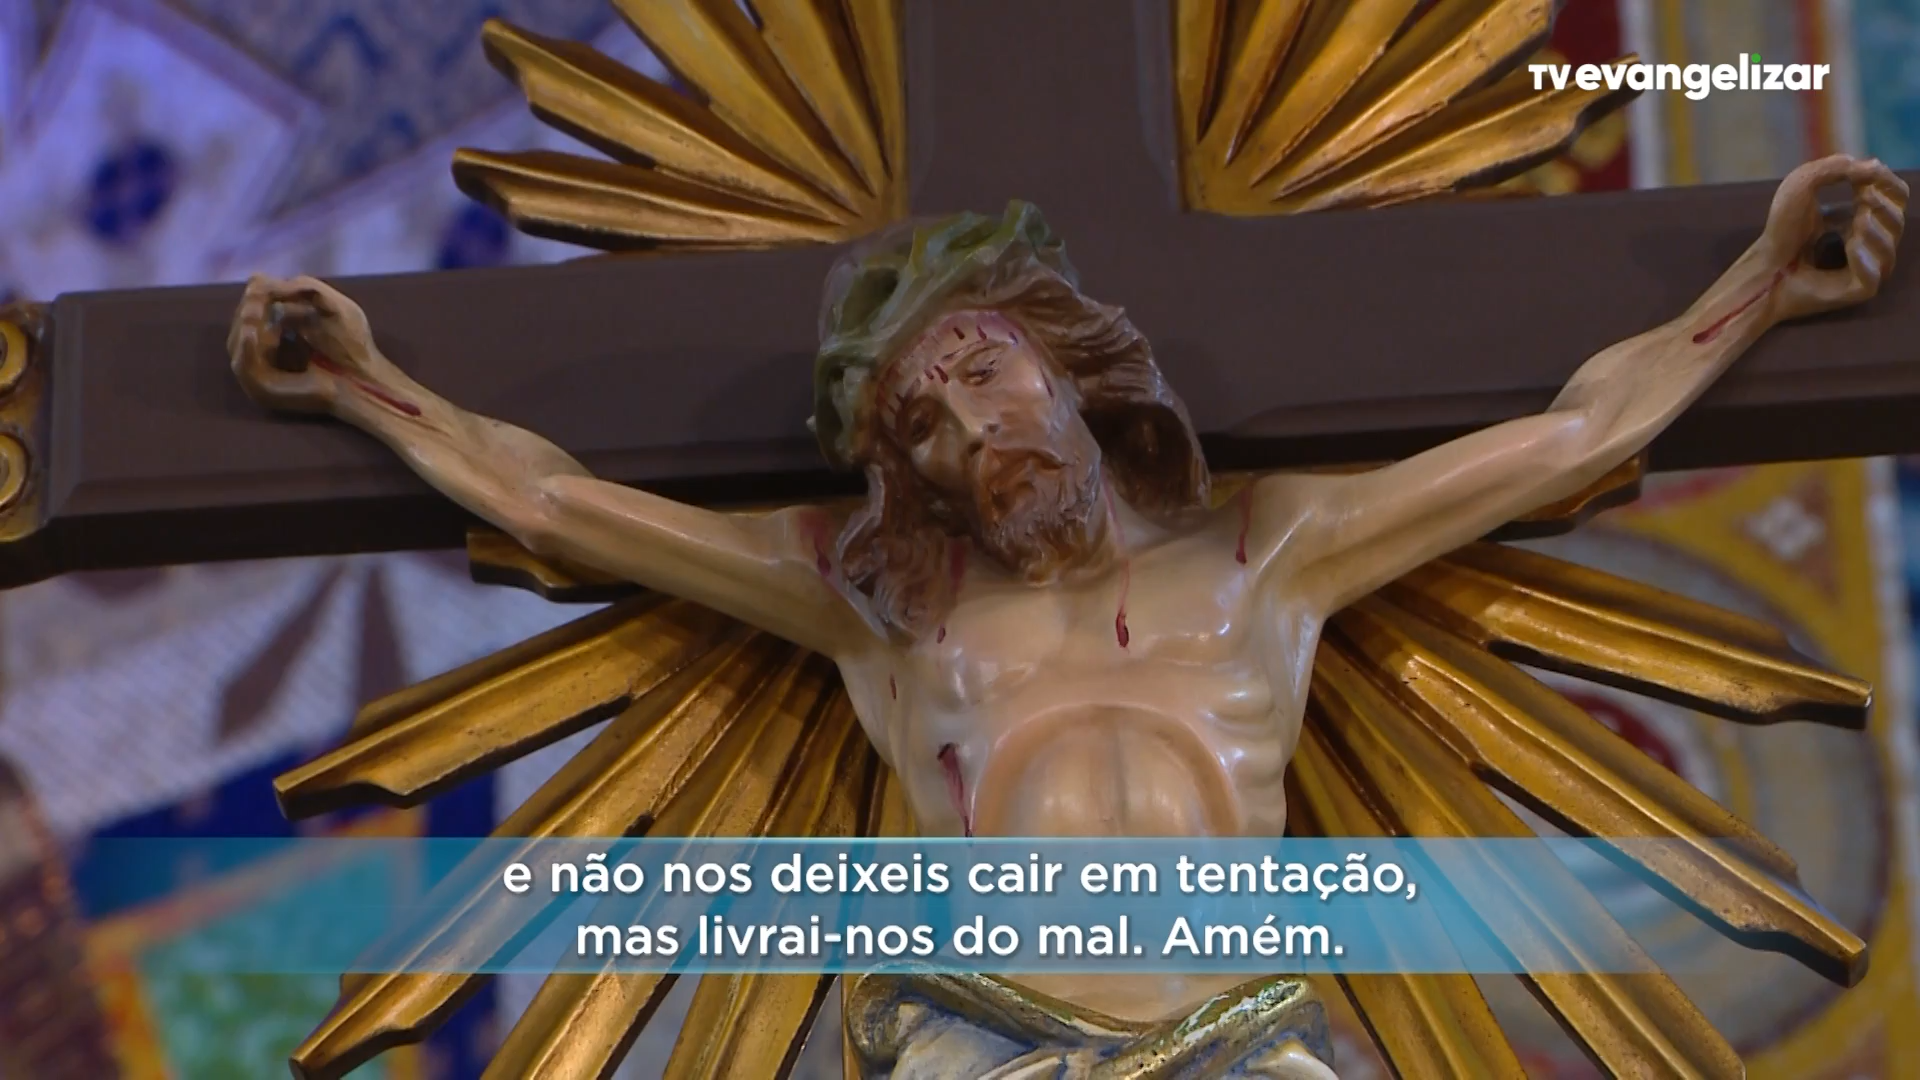 TVevangelizar
e não nos deixeis cair em tentação,
mas livrai-nos do mal. Amém.